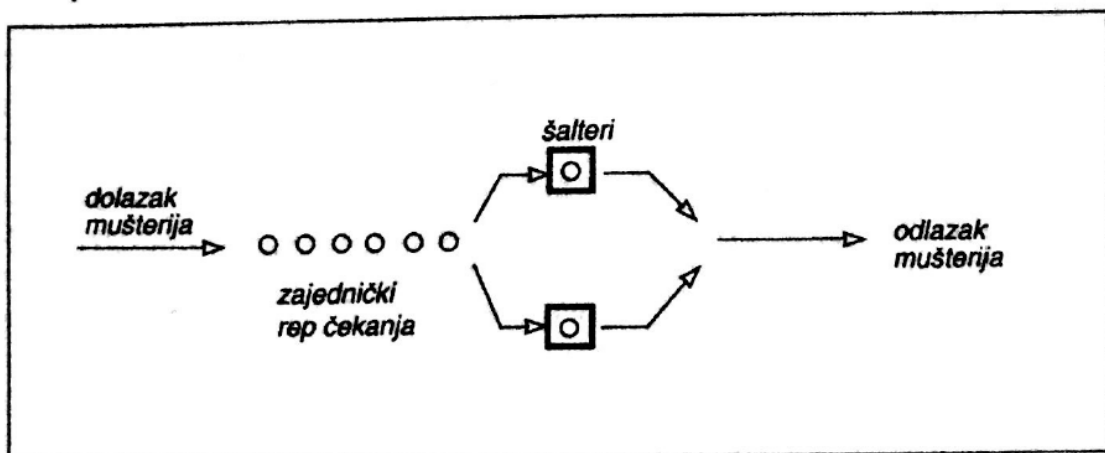 šalteri
dolazak
mušterija
zajednički
rep čekanja
odlazak
mušterija